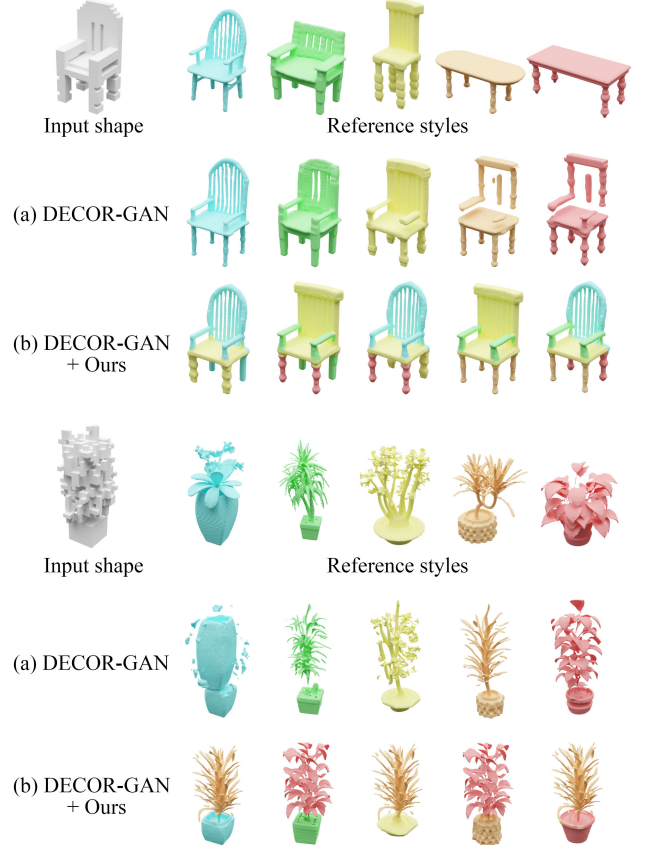 Input shape
Reference styles
(a) DECOR-GAN
(b) DECOR-GAN
+ Ours
Input shape
Reference styles
(a) DECOR-GAN
(b) DECOR-GAN
+ Ours